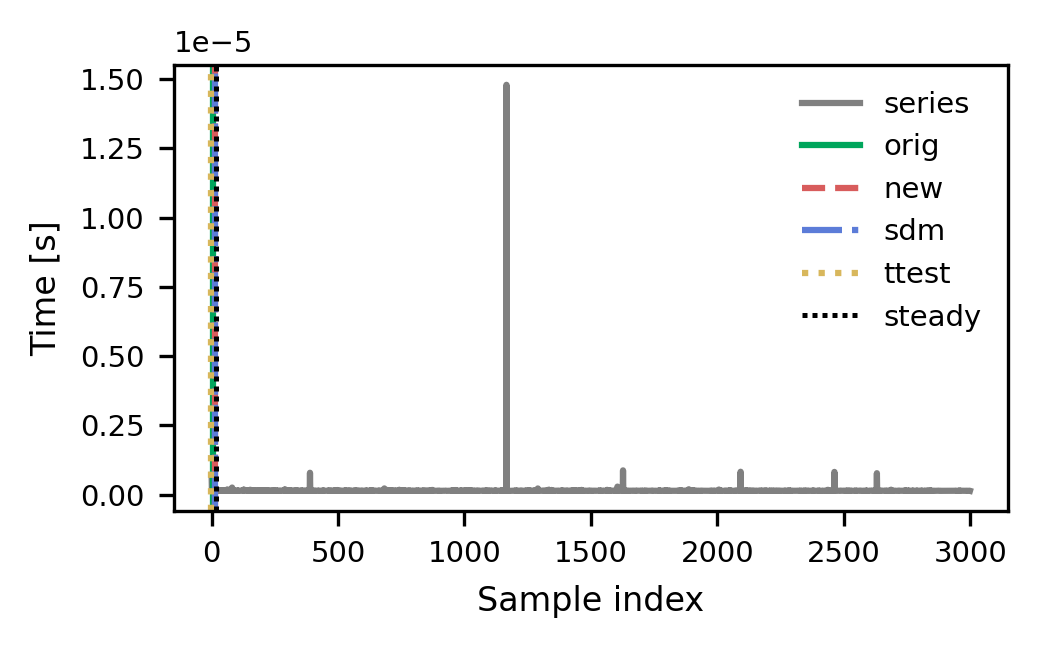 1e−5
1.50
1.25
1.00
0.75
0.50
0.25
0.00
Time [s]
series
orig
new
sdm
ttest
steady
0 500 1000 1500 2000 2500 3000
Sample index